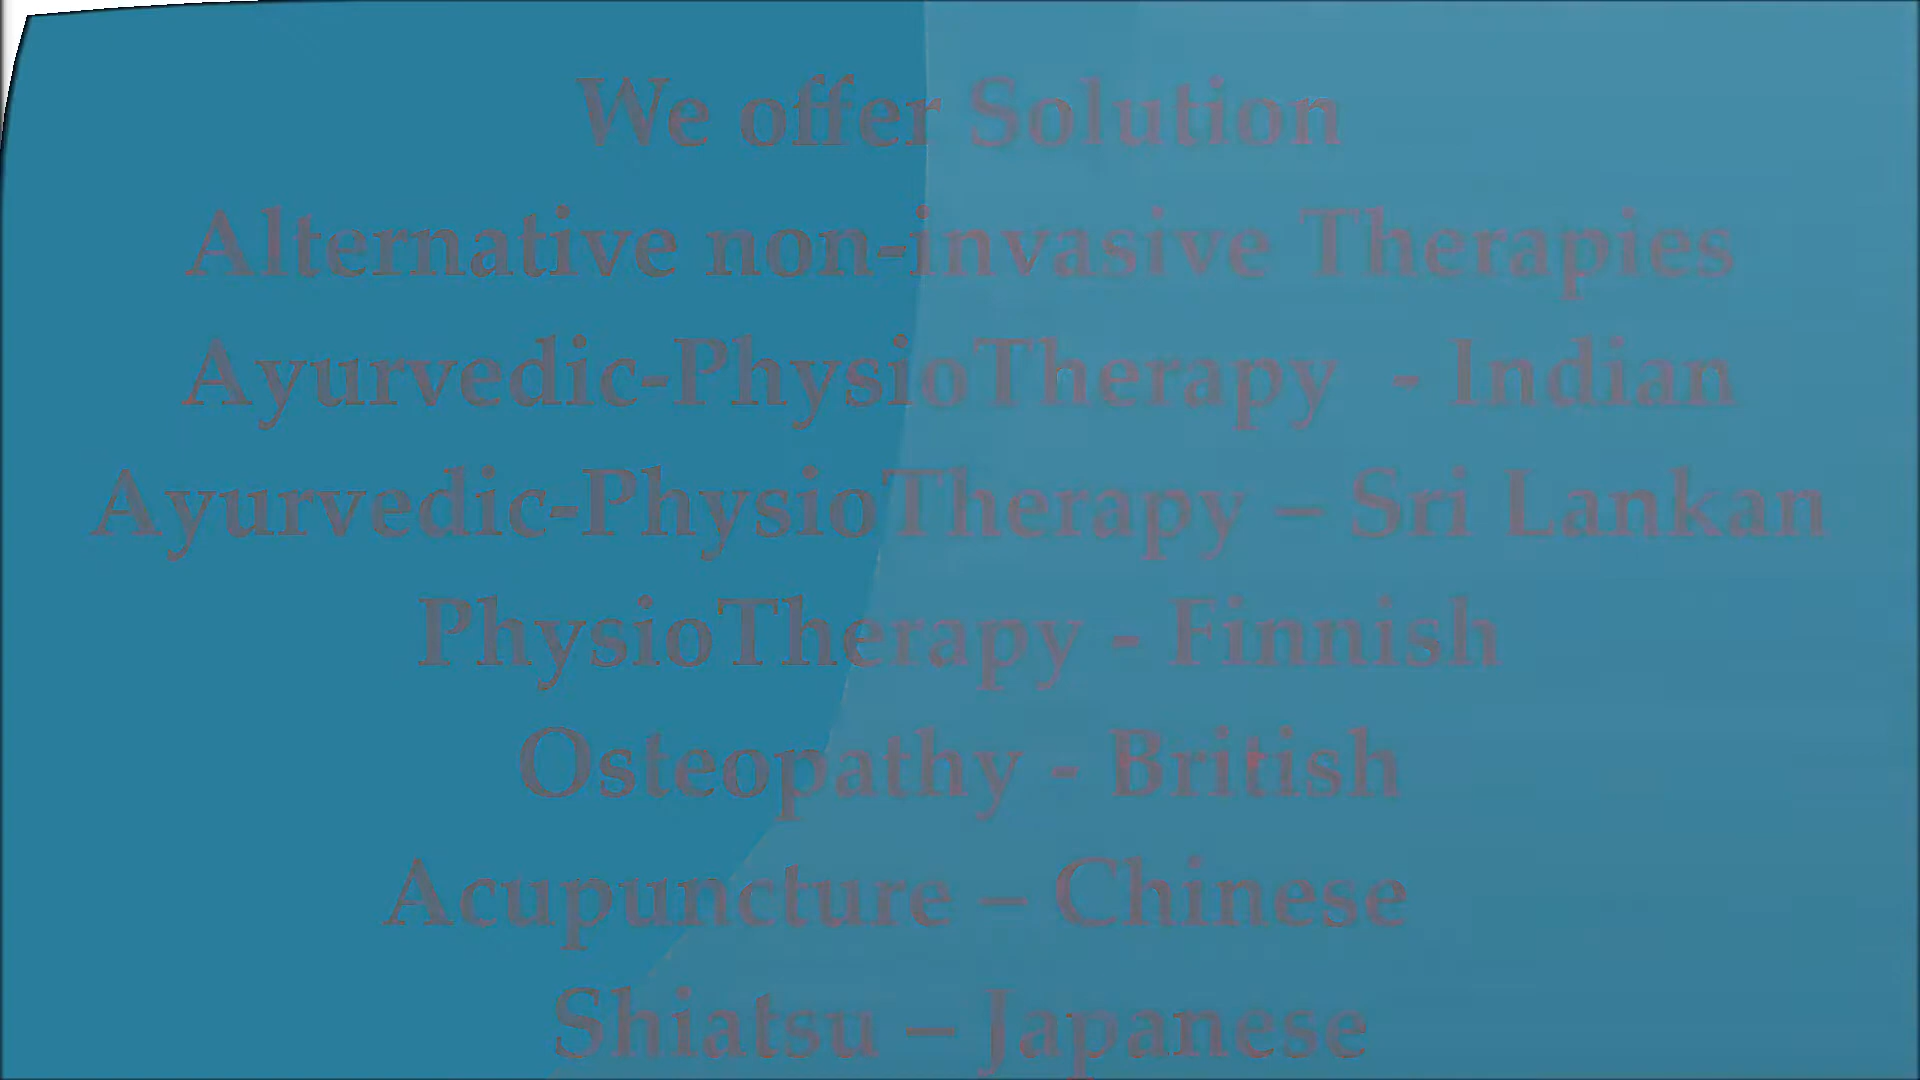 We offer Solution
Alternative non-invasive Therapies
Ayurvedic-PhysioTherapy - Indian
Ayurvedic-PhysioTherapy – Sri Lankan
PhysioTherapy - Finnish
Osteopathy - British
Acupuncture – Chinese
Shiatsu – Japanese